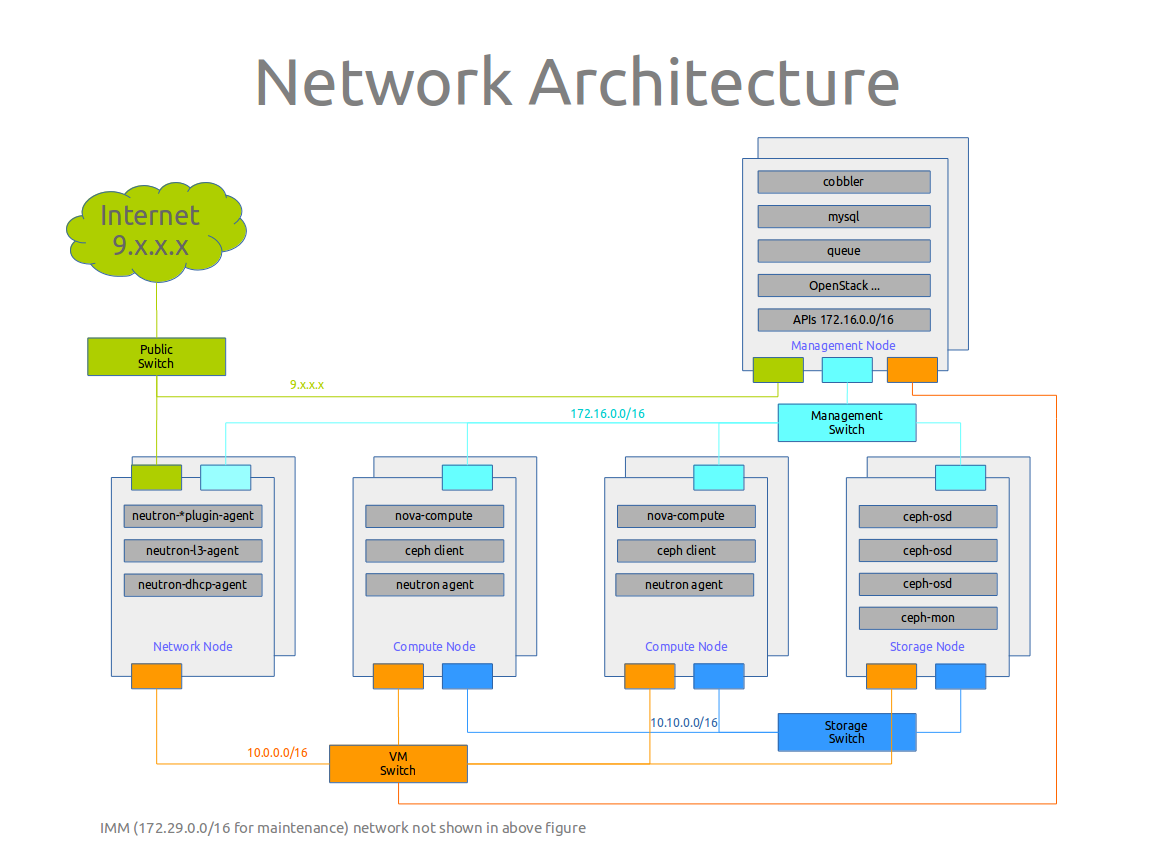 Network Architecture
Internet
9.x.x.x
cobbler
mysql
queue
OpenStack ...
APIs 172.16.0.0/16
Management Node
Public
Switch
9.x.x.x
172.16.0.0/16
Management
Switch
neutron-*plugin-agent
neutron-l3-agent
neutron-dhcp-agent
Network Node
nova-compute
ceph client
neutron agent
Compute Node
nova-compute
ceph client
neutron agent
Compute Node
ceph-osd
ceph-osd
ceph-osd
ceph-mon
Storage Node
10.10.0.0/16
Storage
Switch
10.0.0.0/16
VM
Switch
IMM (172.29.0.0/16 for maintenance) network not shown in above figure